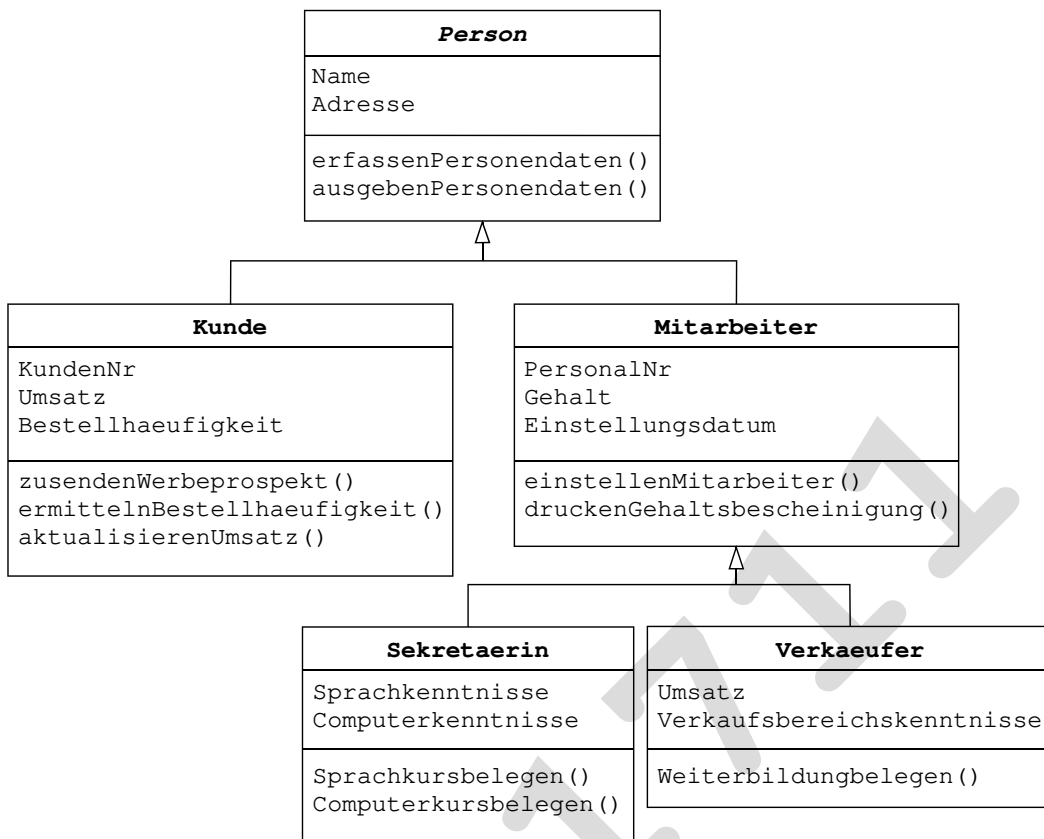 Person
Name
Adresse
erfassenPersonendaten()
ausgebenPersonendaten()
Kunde
KundenNr
Umsatz
Bestellhaeufigkeit
zusendenWerbeprospekt()
ermittelnBestellhaeufigkeit()
aktualisierenUmsatz()
Mitarbeiter
PersonalNr
Gehalt
Einstellungsdatum
einstellenMitarbeiter()
druckenGehaltsbescheinigung()
Sekretaerin
Sprachkenntnisse
Computerkenntnisse
Sprachkursbelegen()
Computerkursbelegen()
Verkaeufer
Umsatz
Verkaufsbereichskenntnisse
Weiterbildungbelegen()